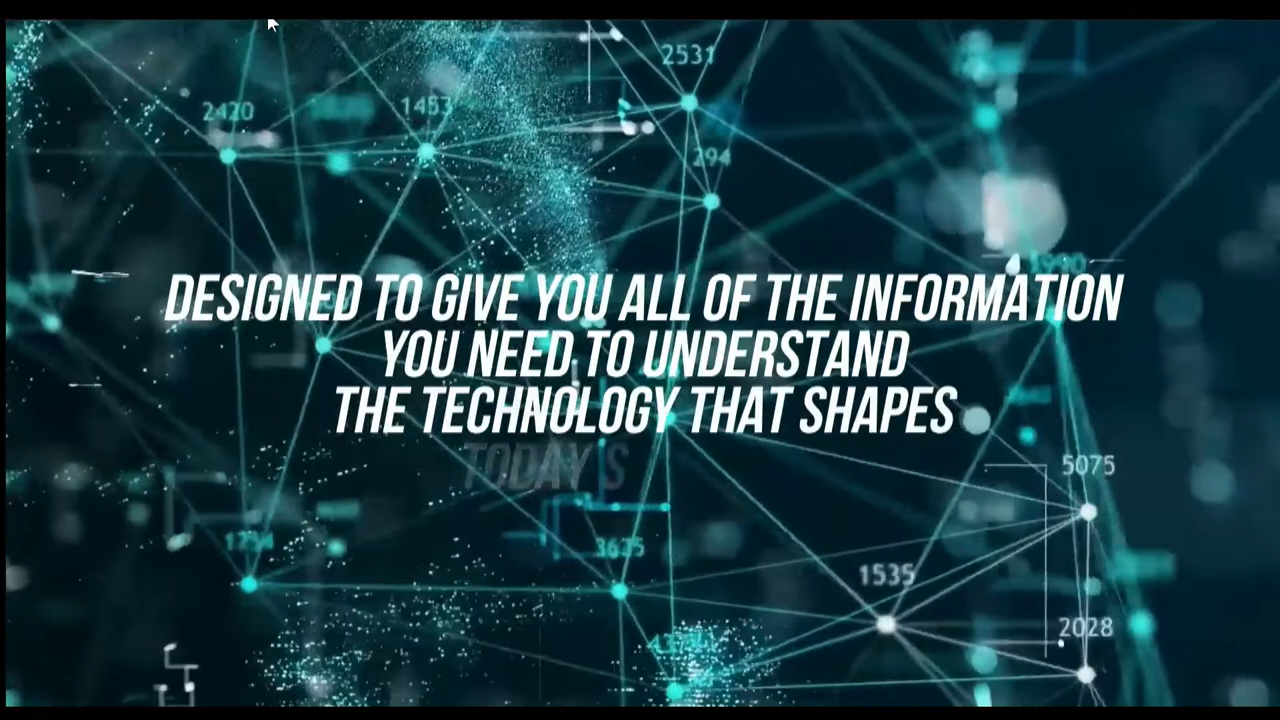 2531
2420
1453
294
DESIGNED TO GIVE YOU ALL OF THE INFORMATION
YOU NEED TO UNDERSTAND
THE TECHNOLOGY THAT SHAPES
TODAY S
5075
3635
1535
2028